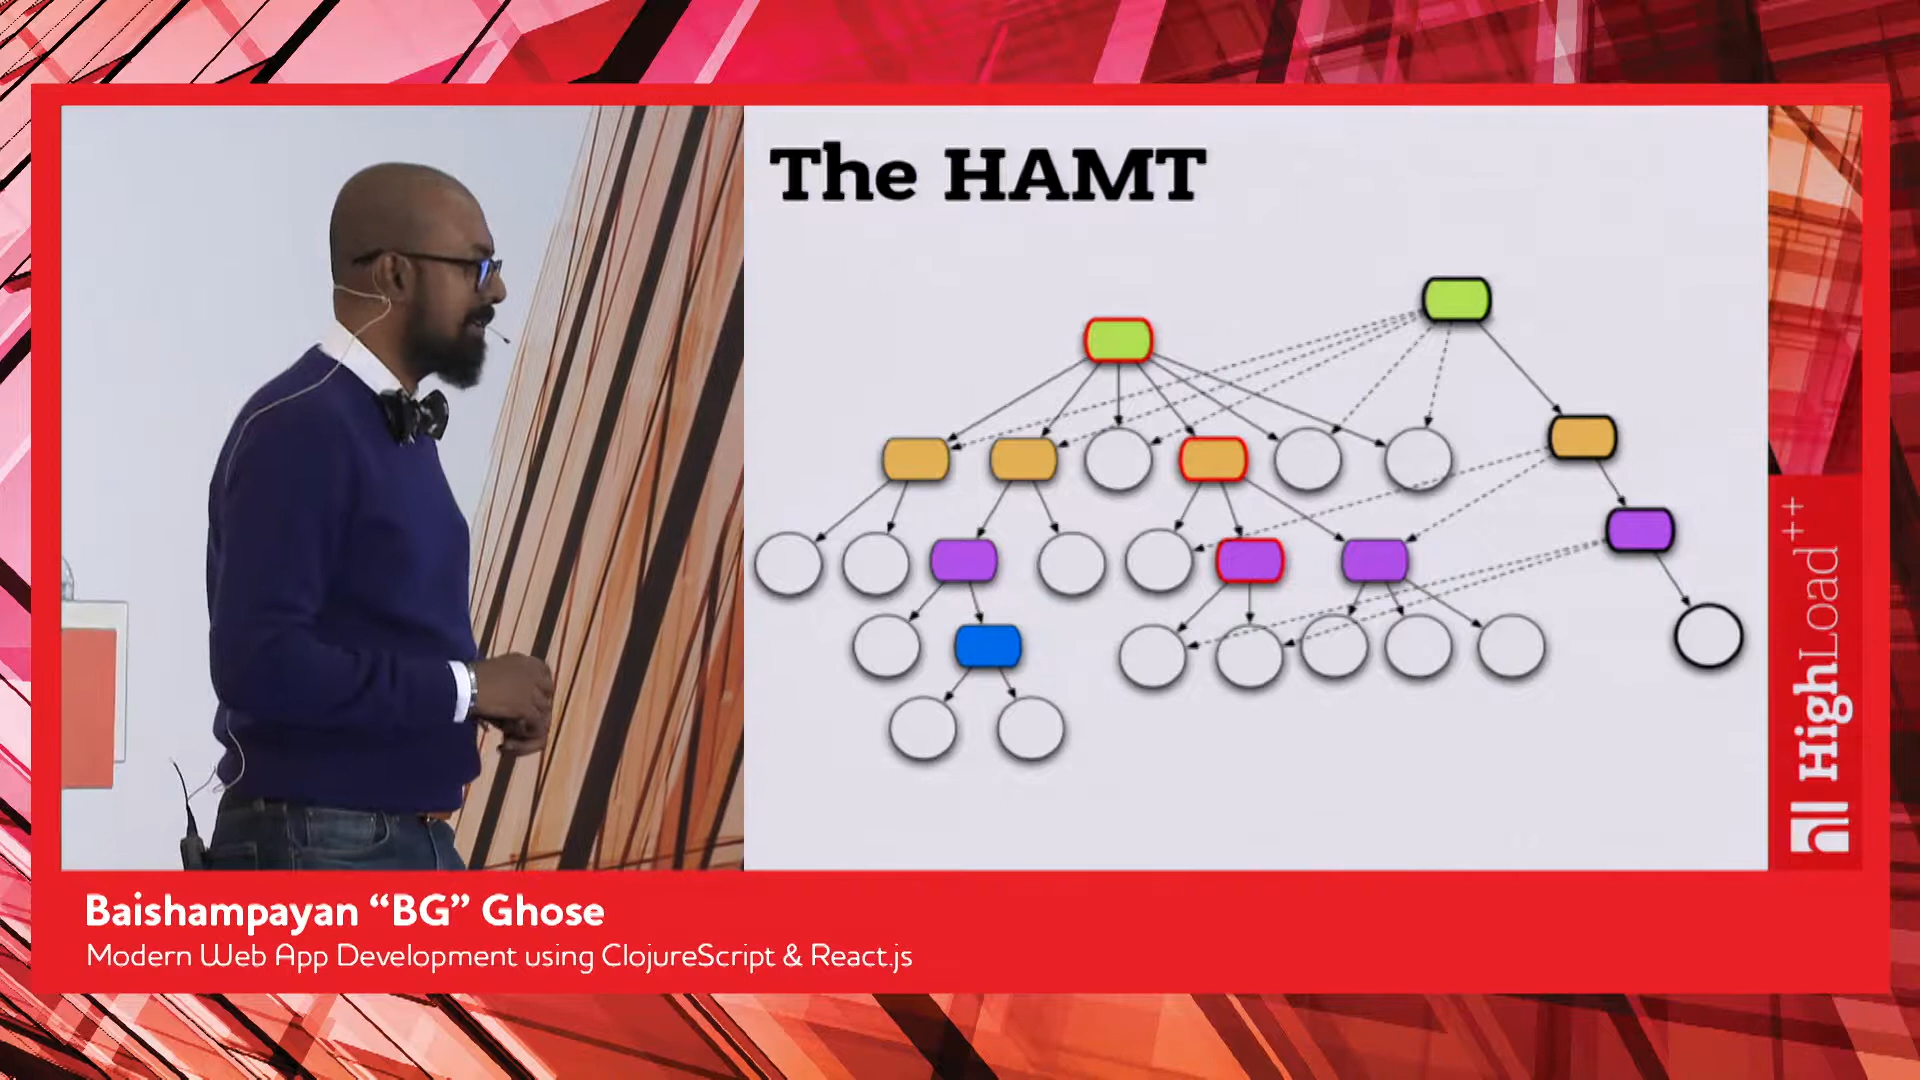 The HAMT
HighLoad++
Baishampayan “BG” Ghose
Modern Web App Development using ClojureScript & React.js